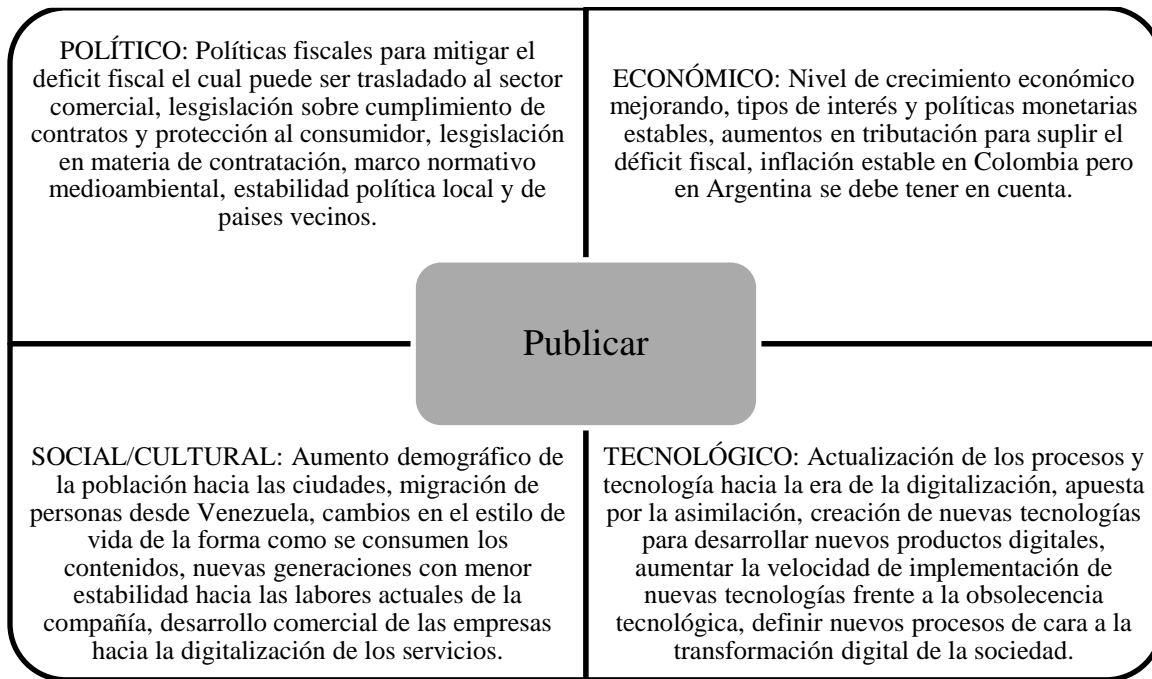 POLÍTICO: Políticas fiscales para mitigar el
deficit fiscal el cual puede ser trasladado al sector
comercial, lesgislación sobre cumplimiento de
contratos y protección al consumidor, lesgislación
en materia de contratación, marco normativo
medioambiental, estabilidad política local y de
paises vecinos.
ECONÓMICO: Nivel de crecimiento económico
mejorando, tipos de interés y políticas monetarias
estables, aumentos en tributación para suplir el
déficit fiscal, inflación estable en Colombia pero
en Argentina se debe tener en cuenta.
Publicar
SOCIAL/CULTURAL: Aumento demográfico de
la población hacia las ciudades, migración de
personas desde Venezuela, cambios en el estilo de
vida de la forma como se consumen los
contenidos, nuevas generaciones con menor
estabilidad hacia las labores actuales de la
compañía, desarrollo comercial de las empresas
hacia la digitalización de los servicios.
TECNOLÓGICO: Actualización de los procesos y
tecnología hacia la era de la digitalización, apuesta
por la asimilación, creación de nuevas tecnologías
para desarrollar nuevos productos digitales,
aumentar la velocidad de implementación de
nuevas tecnologías frente a la obsolecencia
tecnológica, definir nuevos procesos de cara a la
transformación digital de la sociedad.